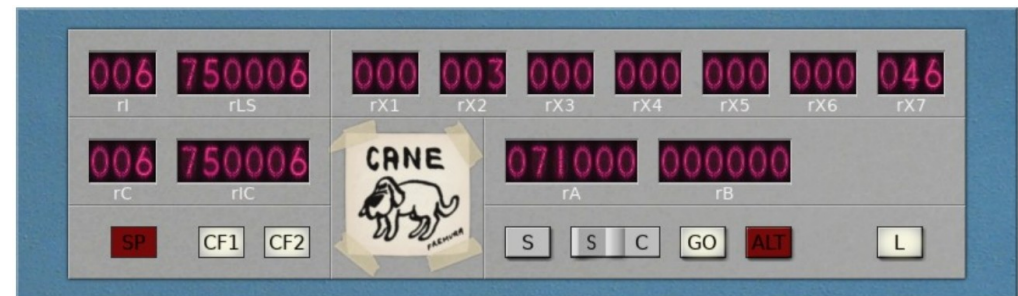 006 750006 000 003 000 000 000 000 046
rI rLS rX1 rX2 rX3 rX4 rX5 rX6 rX7
CANE
006 750006 071000 000000
rC rIC rA rB
PREMURA
SP CF1 CF2 S S C GO ALT L